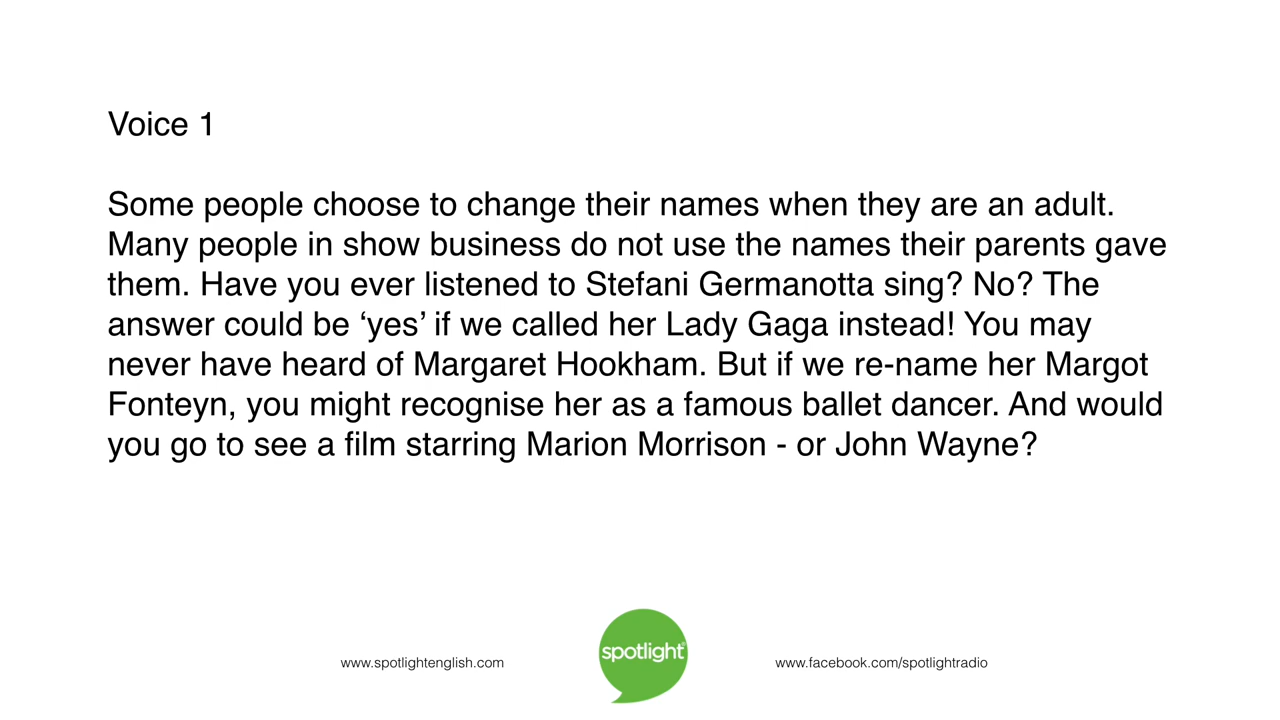 Voice 1
Some people choose to change their names when they are an adult.
Many people in show business do not use the names their parents gave
them. Have you ever listened to Stefani Germanotta sing? No? The
answer could be ‘yes’ if we called her Lady Gaga instead! You may
never have heard of Margaret Hookham. But if we re-name her Margot
Fonteyn, you might recognise her as a famous ballet dancer. And would
you go to see a film starring Marion Morrison - or John Wayne?
www.spotlightenglish.com
spotlight®
www.facebook.com/spotlightradio